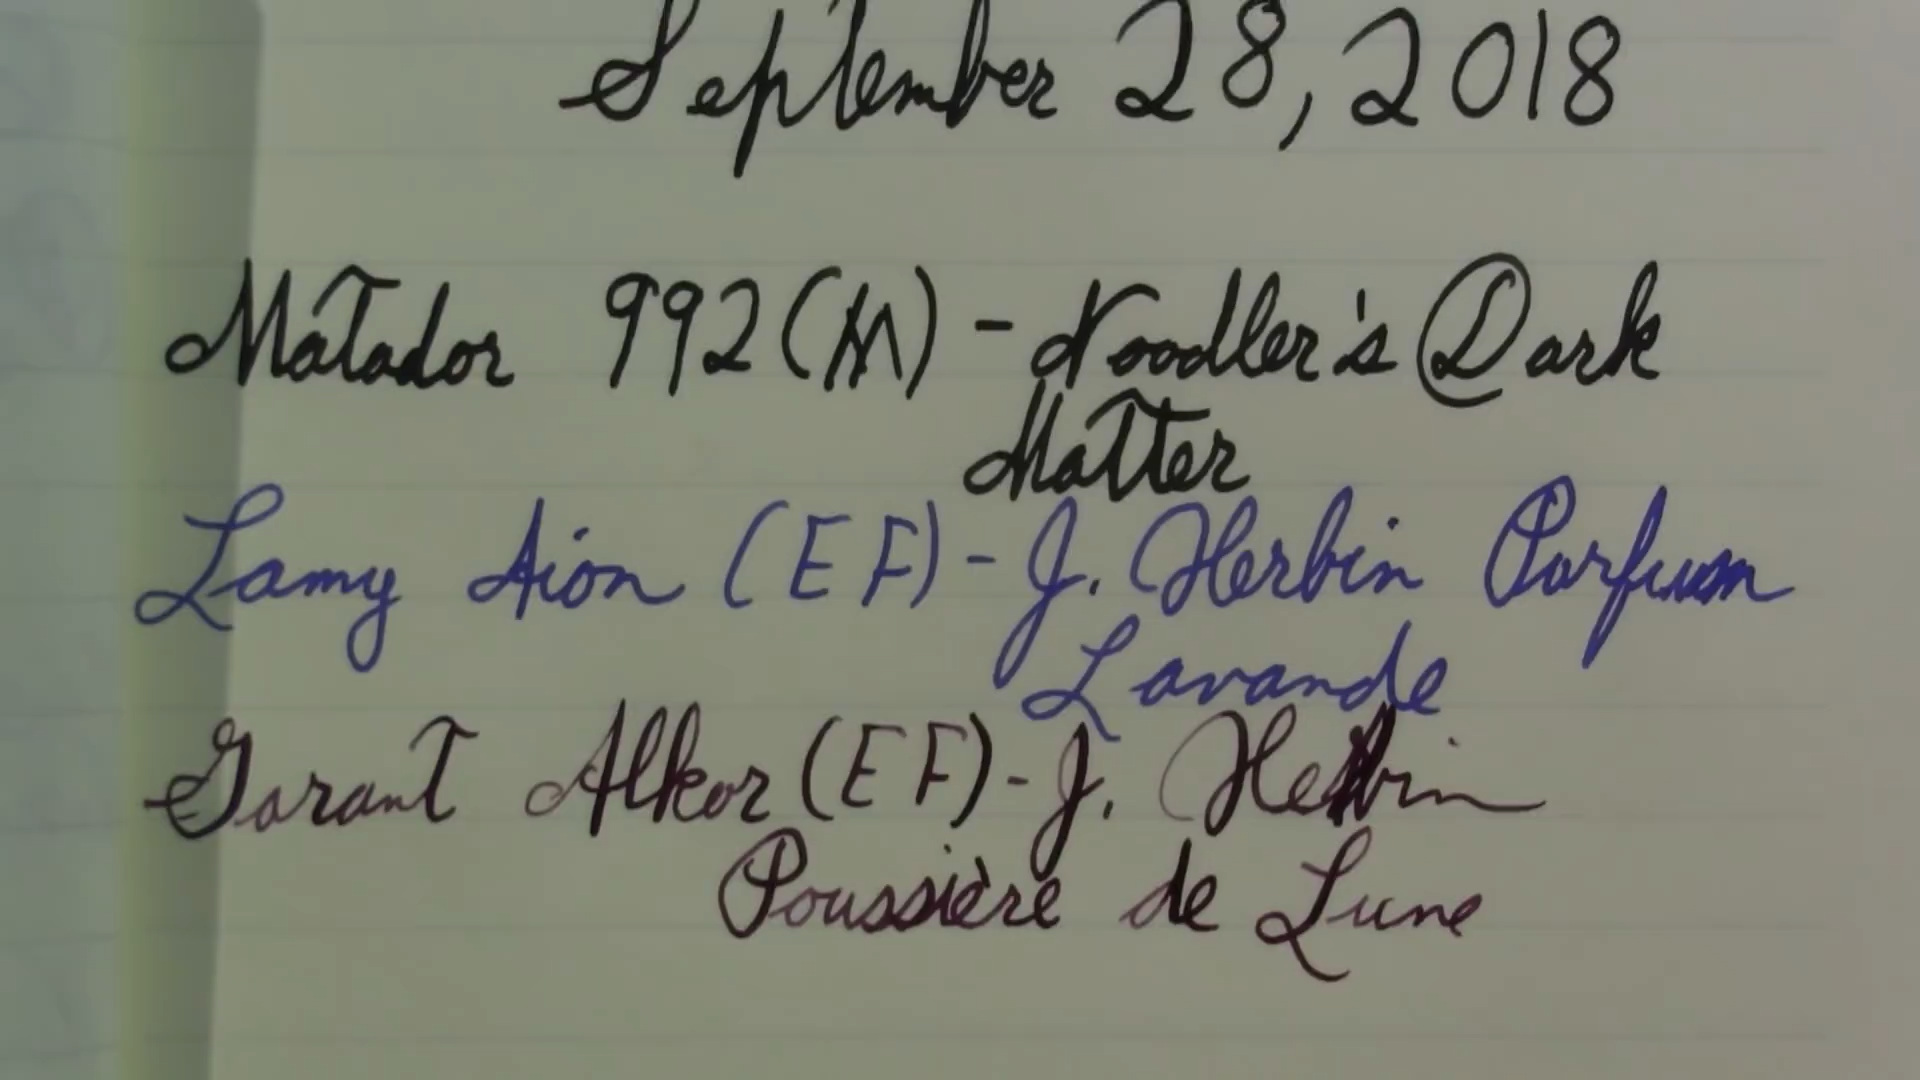 September 28, 2018
Matador 992 (M) - Noodler's Dark
Matter
Lamy Aion (EF) - J. Herbin Parfum
Lavande
Garant Alkor (EF) - J. Herbin
Poussière de Lune